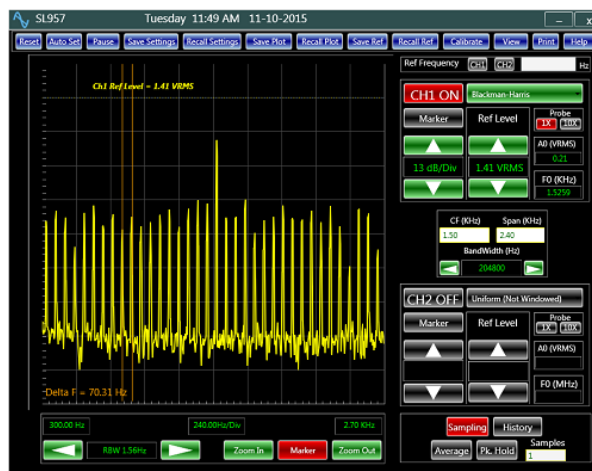 SL957 Tuesday 11:49 AM 11-10-2015
Reset Auto Set Pause Save Settings Recall Settings Save Plot Recall Plot Save Ref Recall Ref Calibrate View Print Help
Ref Frequency CH1 CH2 Hz
Ch1 Ref Level = 1.41 VRMS
CH1 ON Blackman-Harris
Marker Ref Level Probe
1X 10X
A0 (VRMS)
0.21
13 dB/Div 1.41 VRMS
F0 (KHz)
1.5259
CF (KHz) Span (KHz)
1.50 2.40
BandWidth (Hz)
204800
CH2 OFF Uniform (Not Windowed)
Marker Ref Level Probe
1X 10X
A0 (VRMS)
F0 (MHz)
Delta F = 70.31 Hz
300.00 Hz 240.00Hz/Div 2.70 KHz
RBW 1.56Hz Zoom In Marker Zoom Out
Sampling History
Average Pk. Hold Samples
1